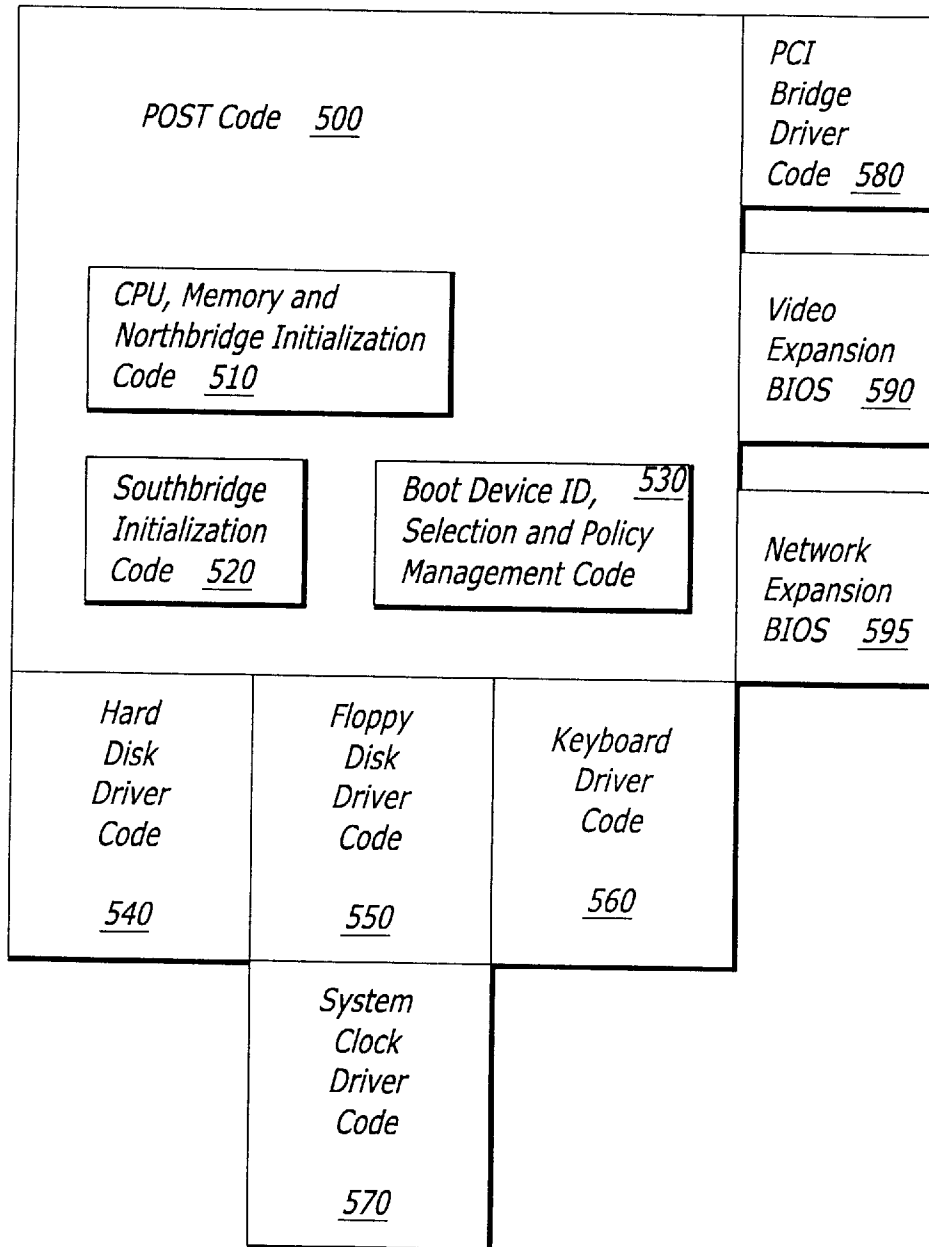 POST Code 500
PCI
Bridge
Driver
Code 580
CPU, Memory and
Northbridge Initialization
Code 510
Video
Expansion
BIOS 590
Southbridge
Initialization
Code 520
Boot Device ID, 530
Selection and Policy
Management Code
Network
Expansion
BIOS 595
Hard
Disk
Driver
Code
540
Floppy
Disk
Driver
Code
550
Keyboard
Driver
Code
560
System
Clock
Driver
Code
570